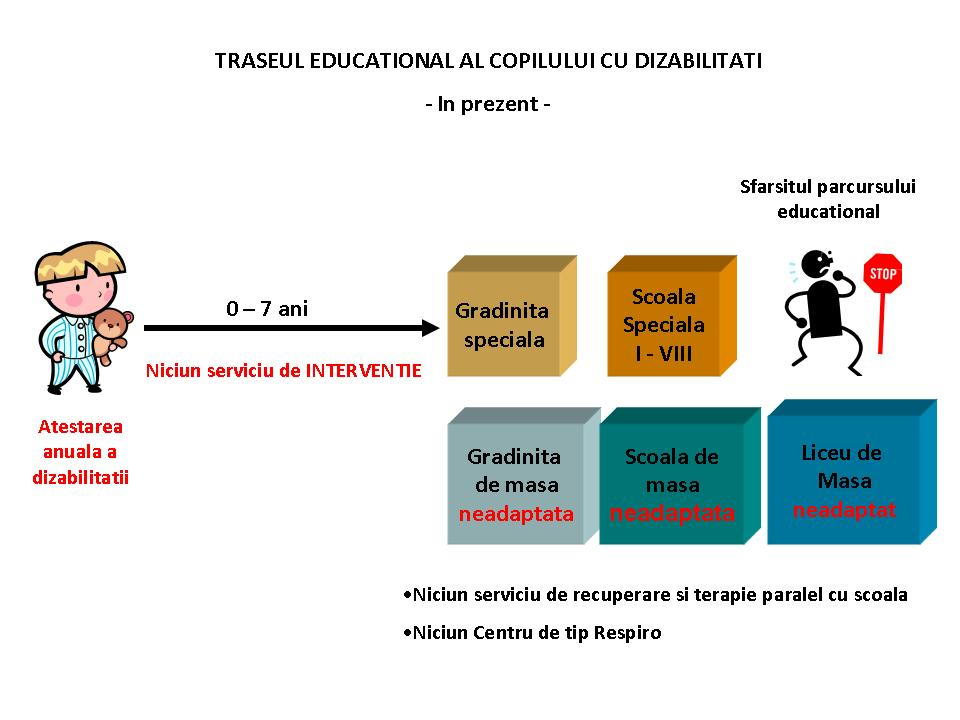 TRASEUL EDUCATIONAL AL COPILULUI CU DIZABILITATI
- In prezent -
Sfarsitul parcursului
educational
STOP
0 – 7 ani
Niciun serviciu de INTERVENTIE
Atestarea
anuala a
dizabilitatii
Gradinita
speciala
Scoala
Speciala
I - VIII
Gradinita
de masa
neadaptata
Scoala de
masa
neadaptata
Liceu de
Masa
neadaptat
•Niciun serviciu de recuperare si terapie paralel cu scoala
•Niciun Centru de tip Respiro